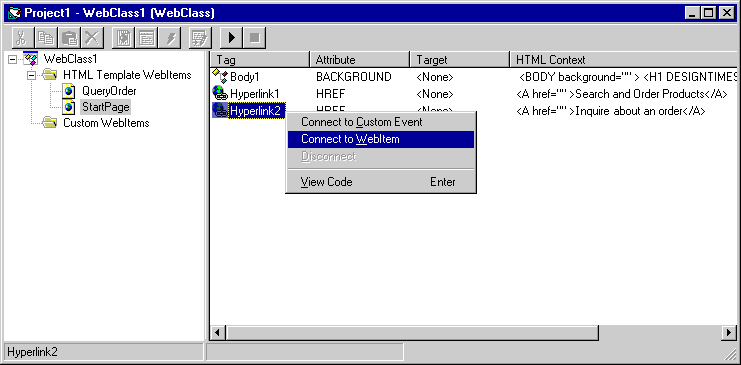 Project1 - WebClass1 (WebClass)
WebClass1
HTML Template WebItems
QueryOrder
StartPage
Custom WebItems
Tag Attribute Target HTML Context
Body1 BACKGROUND <None> <BODY background=""> <H1 DESIGNTIMES
Hyperlink1 HREF <None> <A href="">Search and Order Products</A>
Hyperlink2 HREF <None> <A href="">Inquire about an order</A>
Connect to Custom Event
Connect to WebItem
Disconnect
View Code Enter
Hyperlink2